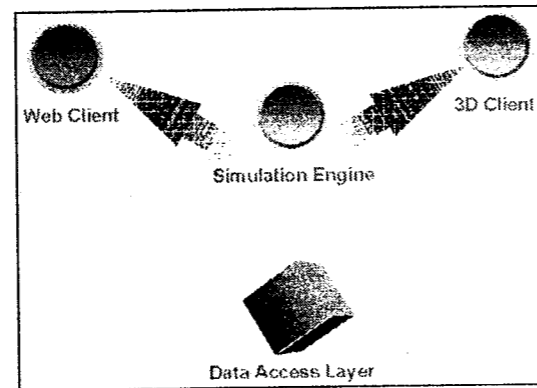 Web Client
3D Client
Simulation Engine
Data Access Layer